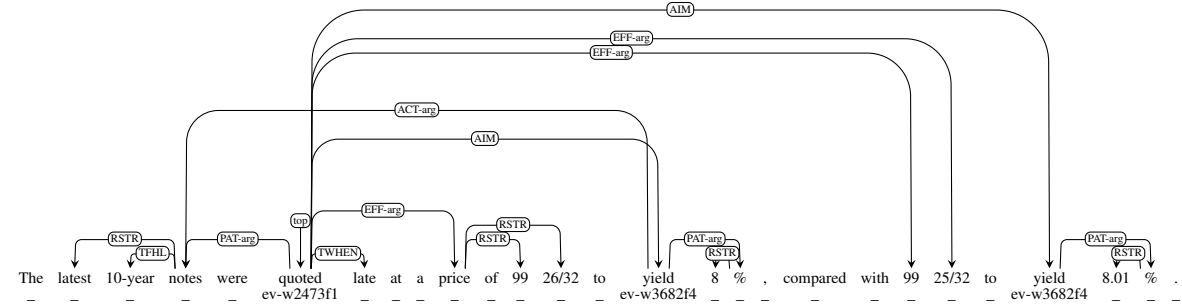 AIM
EFF-arg
EFF-arg
ACT-arg
AIM
EFF-arg
top
RSTR
RSTR PAT-arg RSTR PAT-arg PAT-arg
TFHL TWHEN RSTR RSTR
The latest 10-year notes were quoted late at a price of 99 26/32 to yield 8 % , compared with 99 25/32 to yield 8.01 % .
_ _ _ _ _ ev-w2473f1 _ _ _ _ _ _ _ _ ev-w3682f4 _ _ _ _ _ _ _ _ ev-w3682f4 _ _ _